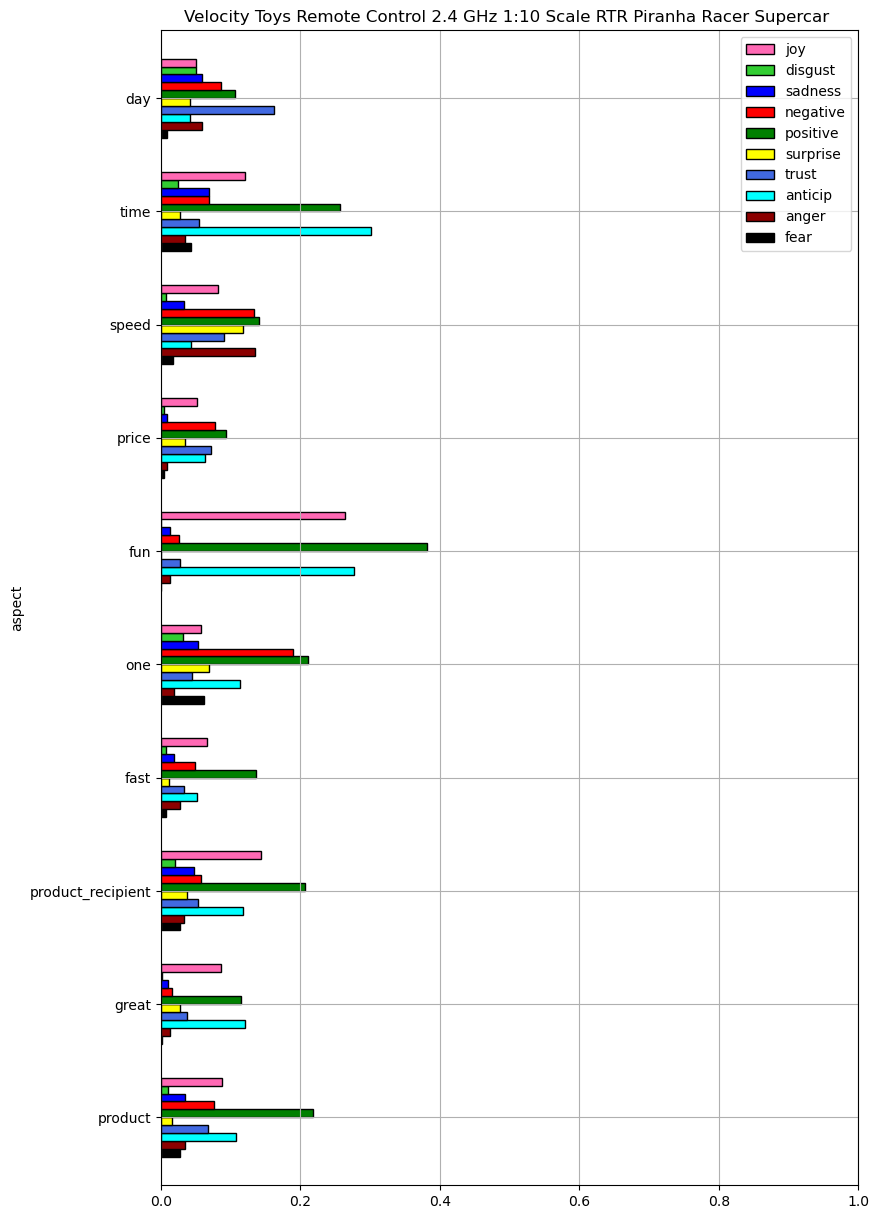 Velocity Toys Remote Control 2.4 GHz 1:10 Scale RTR Piranha Racer Supercar
joy
disgust
sadness
negative
positive
surprise
trust
anticip
anger
fear
day
time
speed
price
fun
one
fast
product_recipient
great
product
aspect
0.0 0.2 0.4 0.6 0.8 1.0